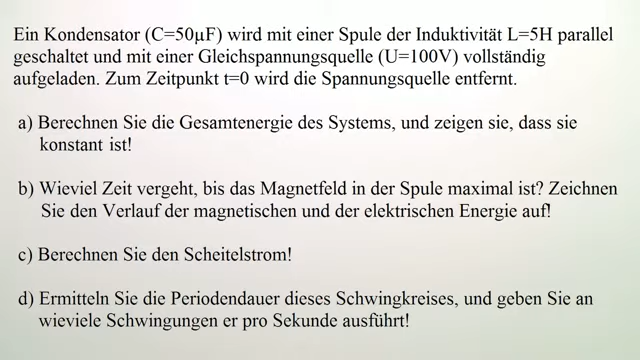 Ein Kondensator (C=50µF) wird mit einer Spule der Induktivität L=5H parallel
geschaltet und mit einer Gleichspannungsquelle (U=100V) vollständig
aufgeladen. Zum Zeitpunkt t=0 wird die Spannungsquelle entfernt.
a) Berechnen Sie die Gesamtenergie des Systems, und zeigen sie, dass sie
konstant ist!
b) Wieviel Zeit vergeht, bis das Magnetfeld in der Spule maximal ist? Zeichnen
Sie den Verlauf der magnetischen und der elektrischen Energie auf!
c) Berechnen Sie den Scheitelstrom!
d) Ermitteln Sie die Periodendauer dieses Schwingkreises, und geben Sie an
wieviele Schwingungen er pro Sekunde ausführt!